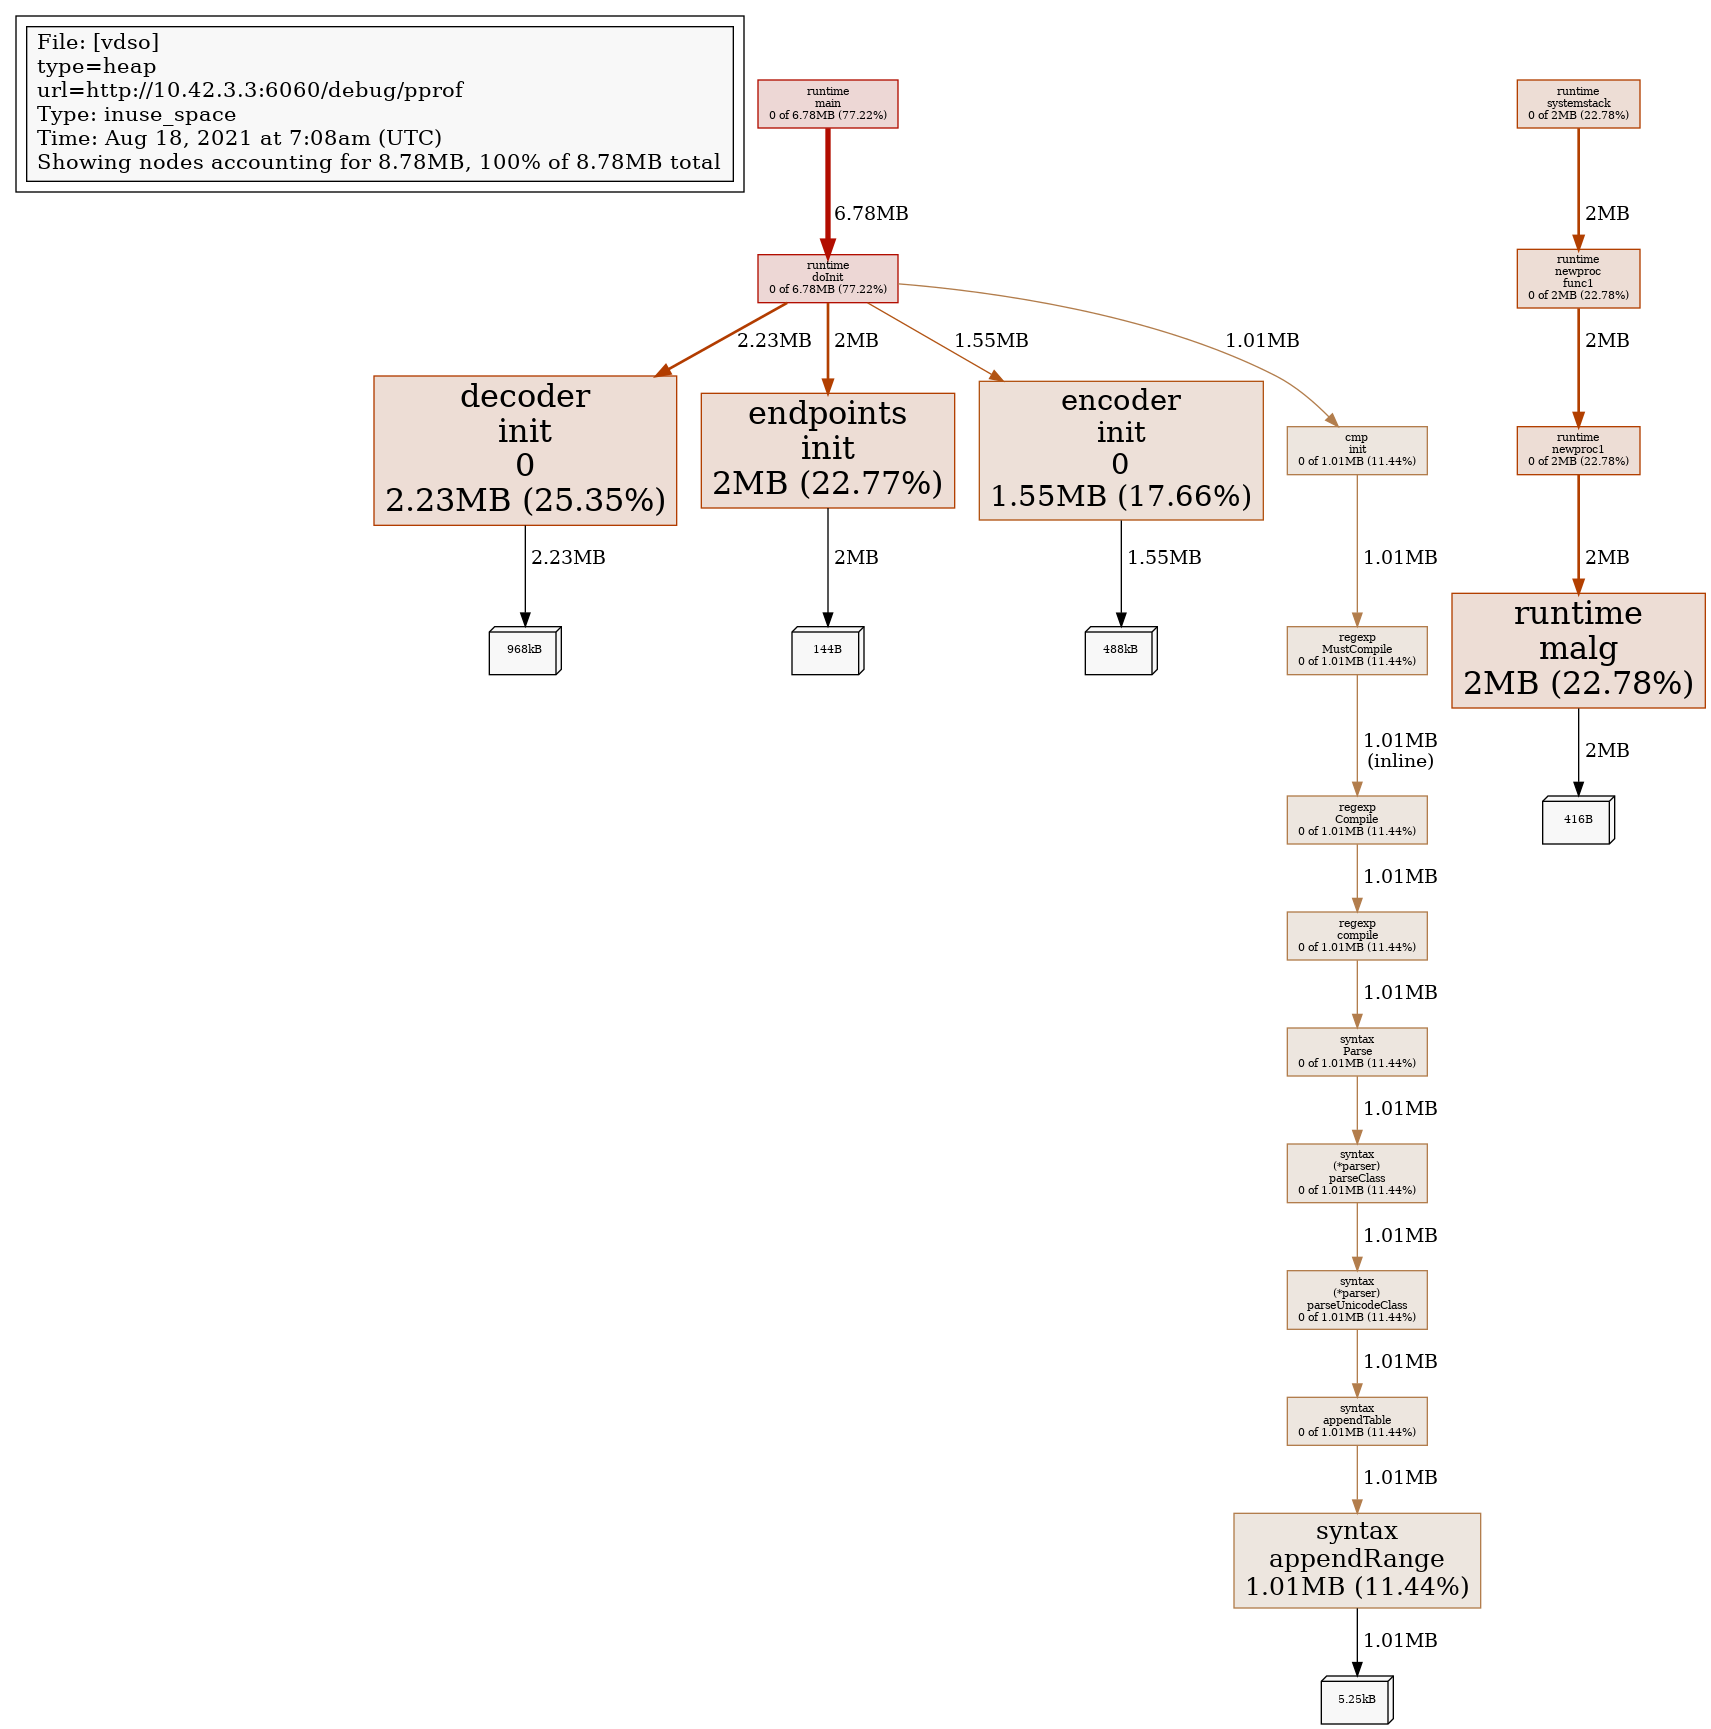 File: [vdso]
type=heap
url=http://10.42.3.3:6060/debug/pprof
Type: inuse_space
Time: Aug 18, 2021 at 7:08am (UTC)
Showing nodes accounting for 8.78MB, 100% of 8.78MB total
runtime
main
0 of 6.78MB (77.22%)
runtime
systemstack
0 of 2MB (22.78%)
6.78MB
2MB
runtime
doInit
0 of 6.78MB (77.22%)
runtime
newproc
func1
0 of 2MB (22.78%)
2.23MB
2MB
1.55MB
1.01MB
2MB
decoder
init
0
2.23MB (25.35%)
endpoints
init
2MB (22.77%)
encoder
init
0
1.55MB (17.66%)
cmp
init
0 of 1.01MB (11.44%)
runtime
newproc1
0 of 2MB (22.78%)
2.23MB
2MB
1.55MB
1.01MB
2MB
968kB
144B
488kB
regexp
MustCompile
0 of 1.01MB (11.44%)
runtime
malg
2MB (22.78%)
1.01MB
(inline)
2MB
regexp
Compile
0 of 1.01MB (11.44%)
416B
1.01MB
regexp
compile
0 of 1.01MB (11.44%)
1.01MB
syntax
Parse
0 of 1.01MB (11.44%)
1.01MB
syntax
(*parser)
parseClass
0 of 1.01MB (11.44%)
1.01MB
syntax
(*parser)
parseUnicodeClass
0 of 1.01MB (11.44%)
1.01MB
syntax
appendTable
0 of 1.01MB (11.44%)
1.01MB
syntax
appendRange
1.01MB (11.44%)
1.01MB
5.25kB